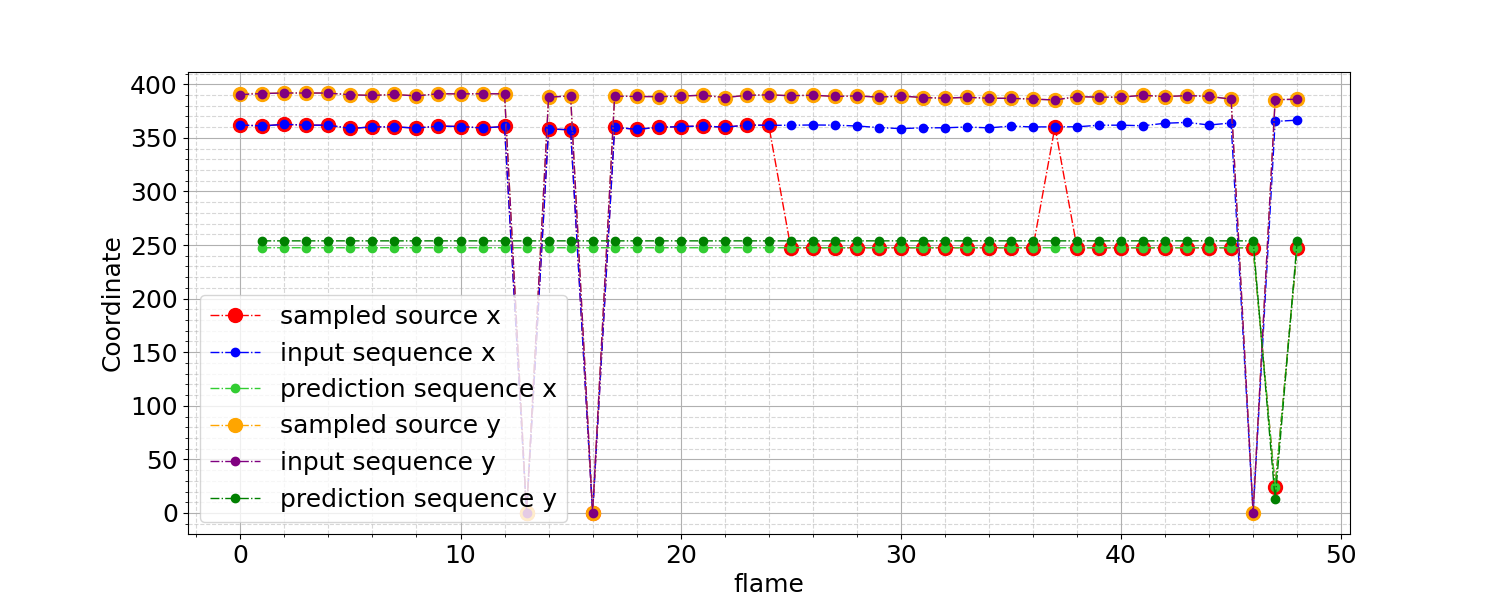 400
350
300
250
200
150
100
50
0
Coordinate
sampled source x
input sequence x
prediction sequence x
sampled source y
input sequence y
prediction sequence y
0 10 20 30 40 50
flame